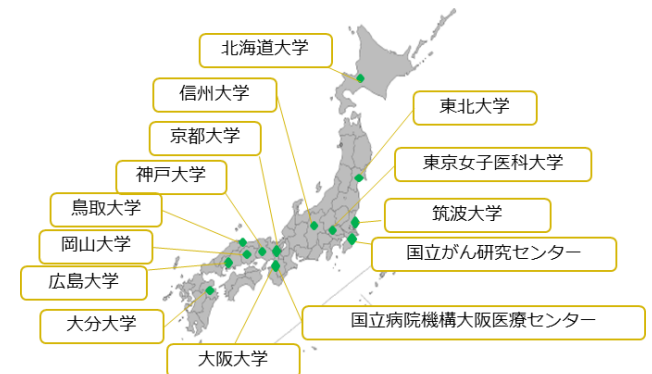 北海道大学
信州大学
東北大学
京都大学
東京女子医科大学
神戸大学
鳥取大学
筑波大学
岡山大学
国立がん研究センター
広島大学
大分大学
国立病院機構大阪医療センター
大阪大学